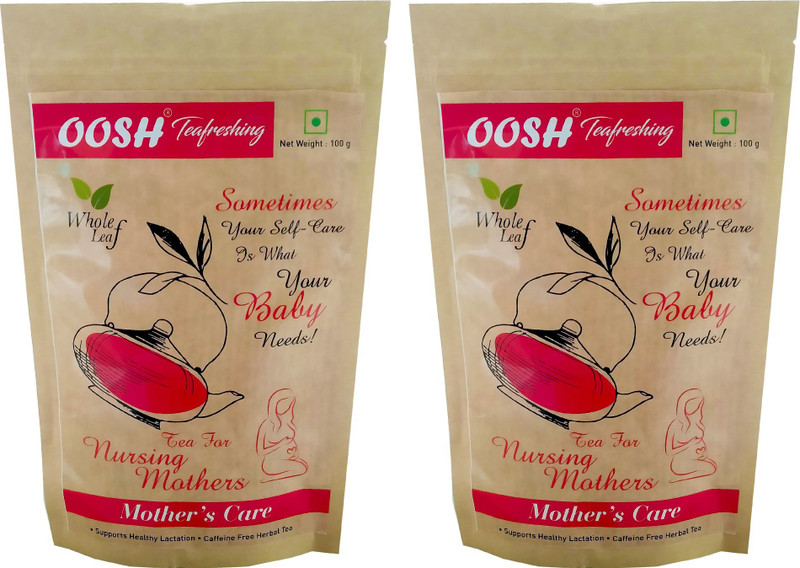 OOSH® Teafreshing
Net Weight : 100 g
Whole
Leaf
Sometimes
Your Self-Care
Is What
Your
Baby
Needs!
Tea For
Nursing
Mothers
Mother's Care
• Supports Healthy Lactation • Caffeine Free Herbal Tea
OOSH® Teafreshing
Net Weight : 100 g
Whole
Leaf
Sometimes
Your Self-Care
Is What
Your
Baby
Needs!
Tea For
Nursing
Mothers
Mother's Care
• Supports Healthy Lactation • Caffeine Free Herbal Tea